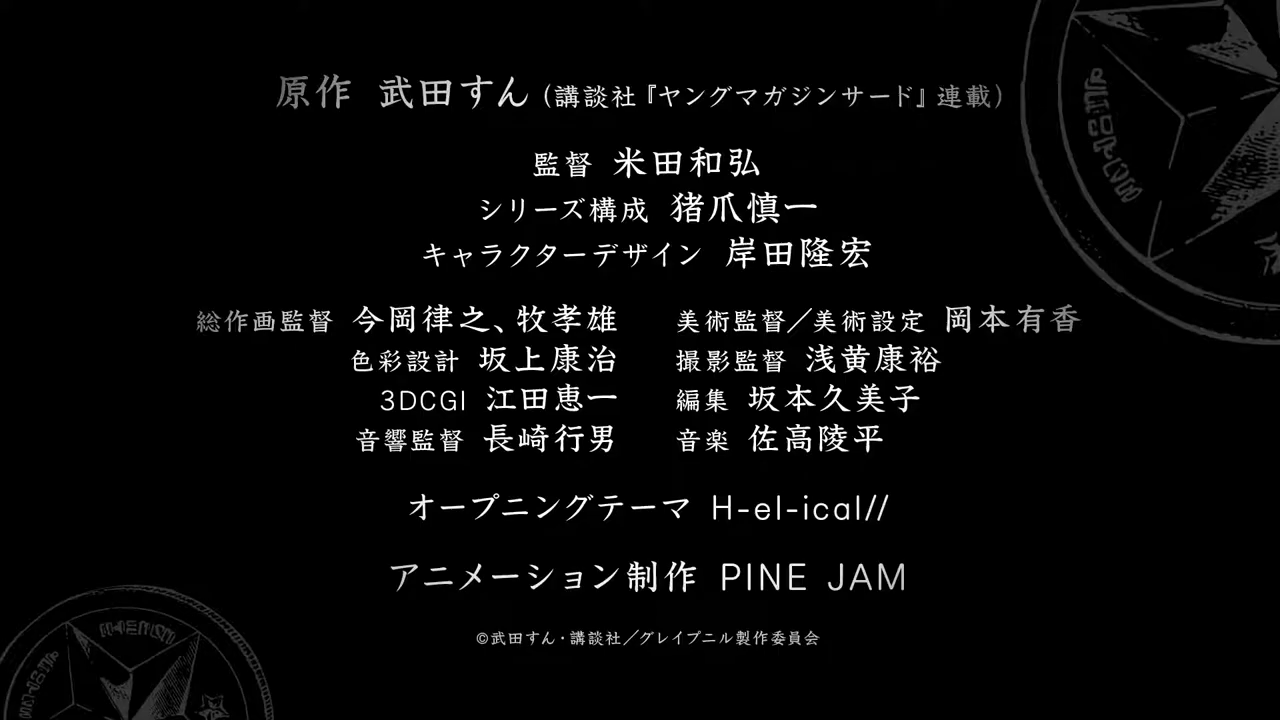 原作 武田すん（講談社『ヤングマガジンサード』連載）
監督 米田和弘
シリーズ構成 猪爪慎一
キャラクターデザイン 岸田隆宏
総作画監督 今岡律之、牧孝雄
美術監督／美術設定 岡本有香
色彩設計 坂上康治
撮影監督 浅黄康裕
3DCGI 江田恵一
編集 坂本久美子
音響監督 長崎行男
音楽 佐高陵平
オープニングテーマ H-el-ical//
アニメーション制作 PINE JAM
©武田すん・講談社／グレイプニル製作委員会